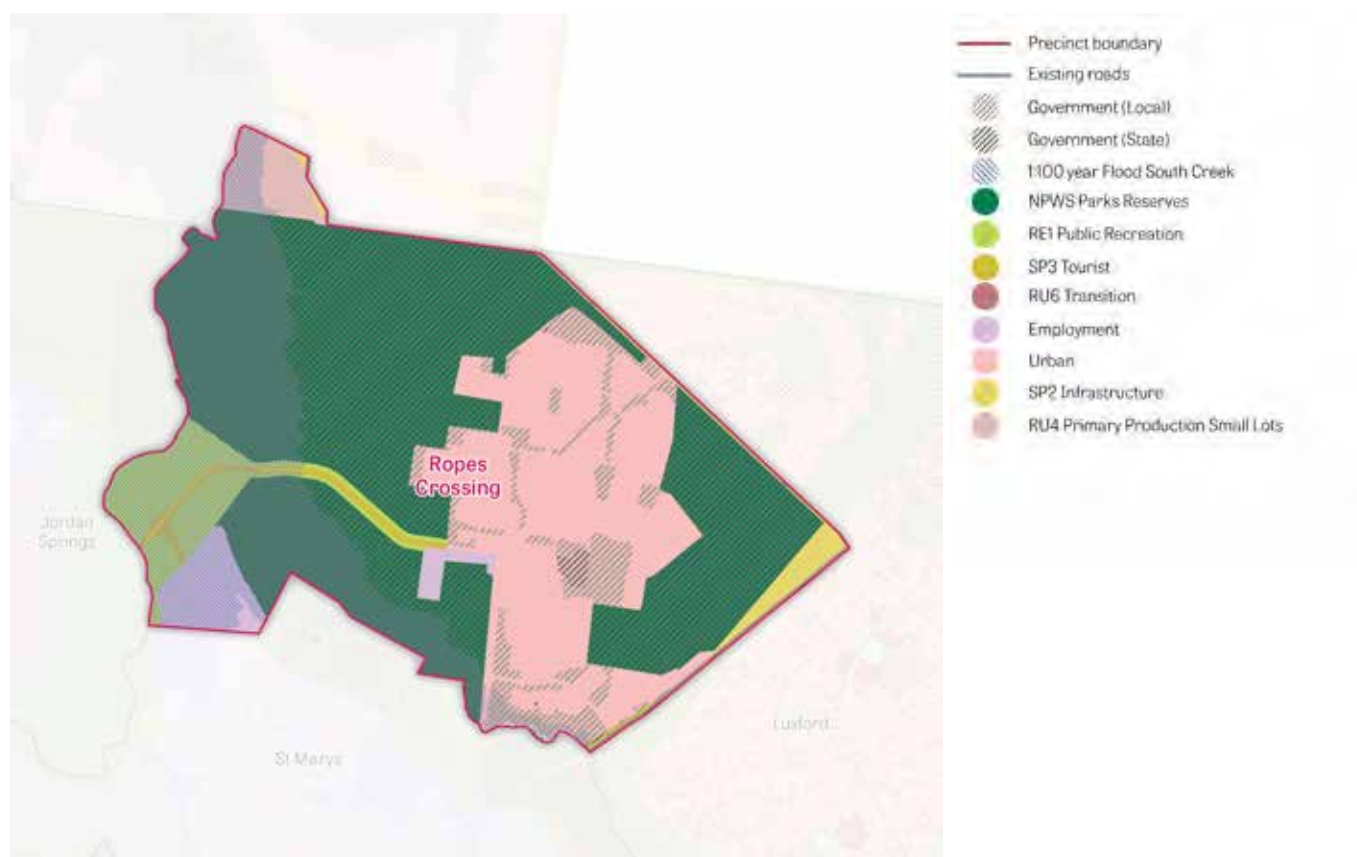 Ropes
Crossing
Jordan
Springs
St Marys
Luxford
Precinct boundary
Existing roads
Government (Local)
Government (State)
1:100 year Flood South Creek
NPWS Parks Reserves
RE1 Public Recreation
SP3 Tourist
RU6 Transition
Employment
Urban
SP2 Infrastructure
RU4 Primary Production Small Lots